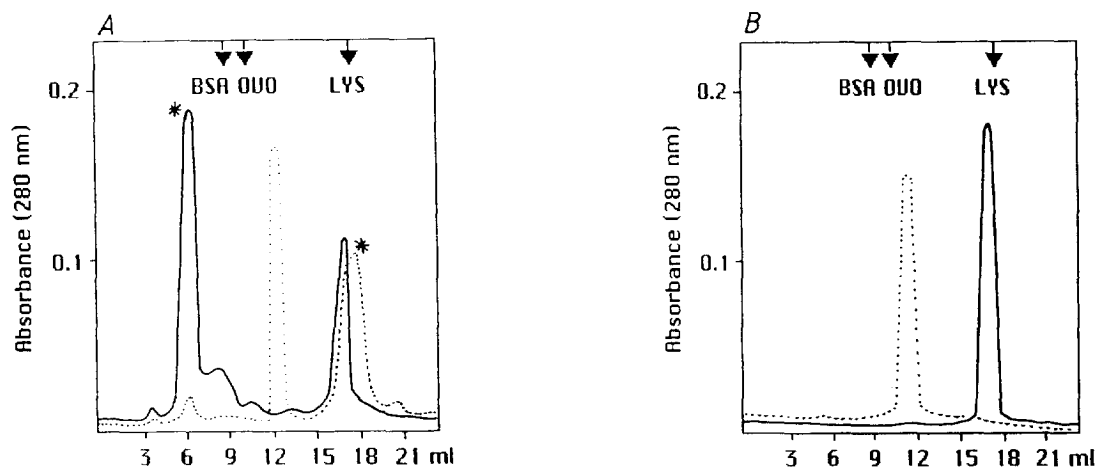 A
BSA OVO LYS
0.2
0.1
Absorbance (280 nm)
*
*
3 6 9 12 15 18 21 ml
B
BSA OVO LYS
0.2
0.1
Absorbance (280 nm)
3 6 9 12 15 18 21 ml